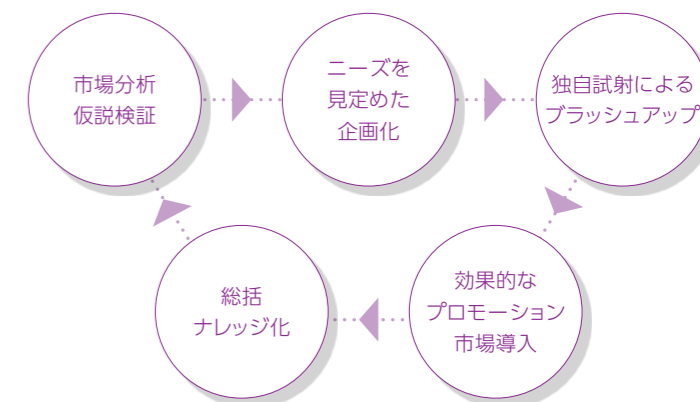 市場分析
仮説検証
ニーズを
見定めた
企画化
独自試射による
ブラッシュアップ
効果的な
プロモーション
市場導入
総括
ナレッジ化